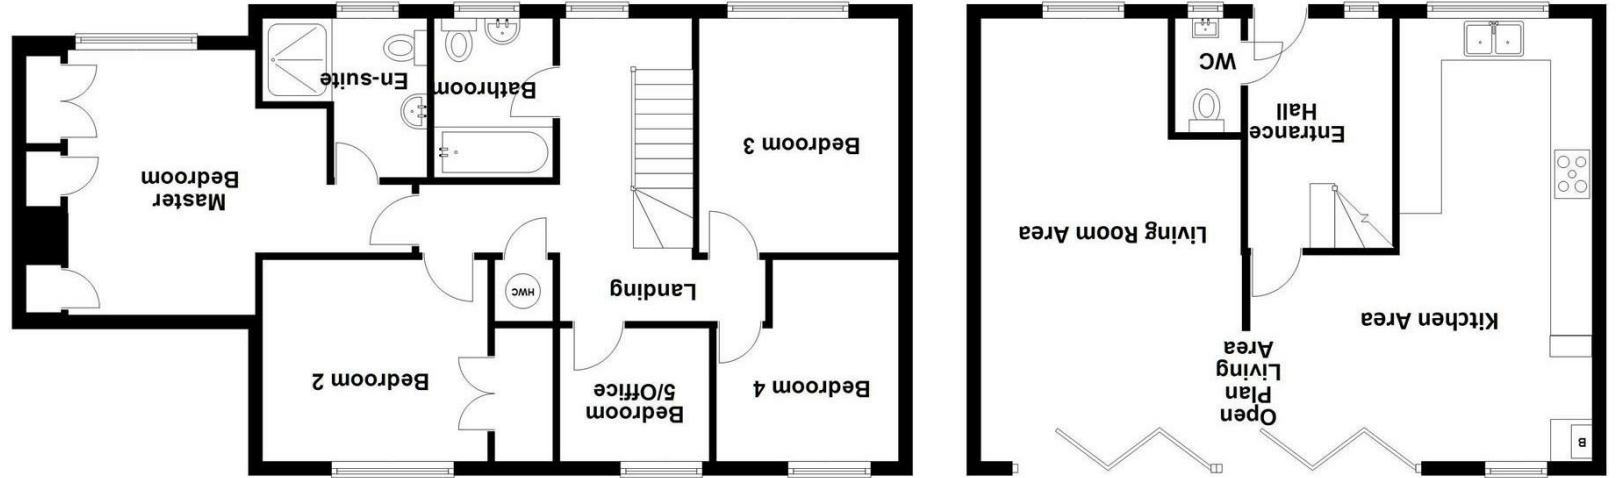 Open
Plan
Living
Area
Kitchen Area
B
Living Room Area
Entrance
Hall
WC
Bedroom 4
Bedroom
5/Office
Bedroom 2
Landing
HWC
Master
Bedroom
Bedroom 3
Bathroom
En-suite